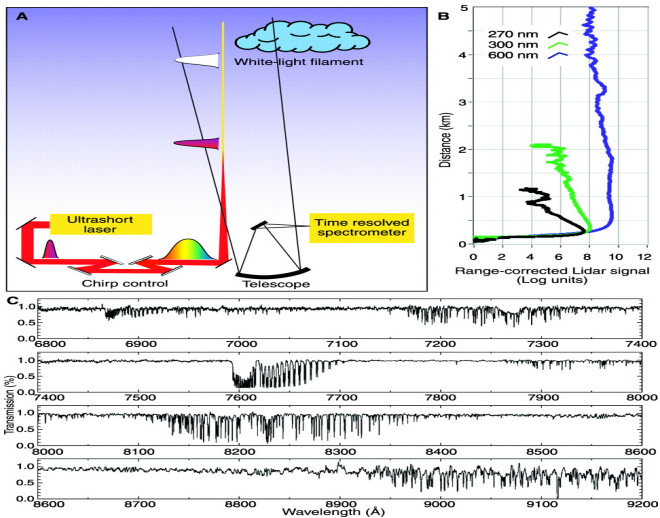 A
White-light filament
Ultrashort
laser
Time resolved
spectrometer
Chirp control
Telescope
B
270 nm
300 nm
600 nm
Distance (km)
5
4
3
2
1
0
0 2 4 6 8 10 12
Range-corrected Lidar signal
(Log units)
C
Transmission (%)
1.0
0.5
0.0
6800 6900 7000 7100 7200 7300 7400
1.0
0.5
0.0
7400 7500 7600 7700 7800 7900 8000
1.0
0.5
0.0
8000 8100 8200 8300 8400 8500 8600
1.0
0.5
0.0
8600 8700 8800 8900 9000 9100 9200
Wavelength (Å)